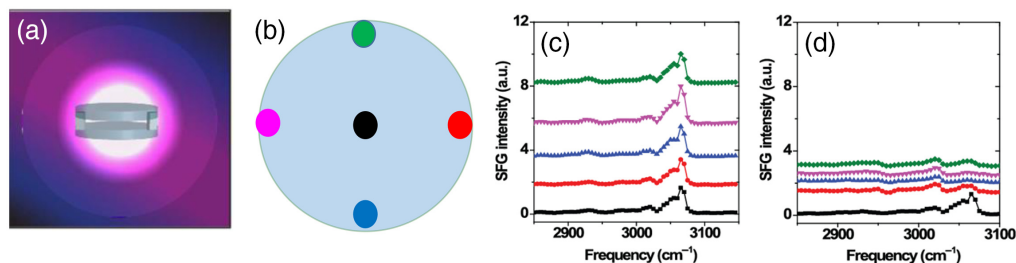 (a)
(b)
(c)
SFG intensity (a.u.)
12
8
4
0
2900
3000
3100
Frequency (cm⁻¹)
(d)
SFG intensity (a.u.)
12
8
4
0
2900
3000
3100
Frequency (cm⁻¹)